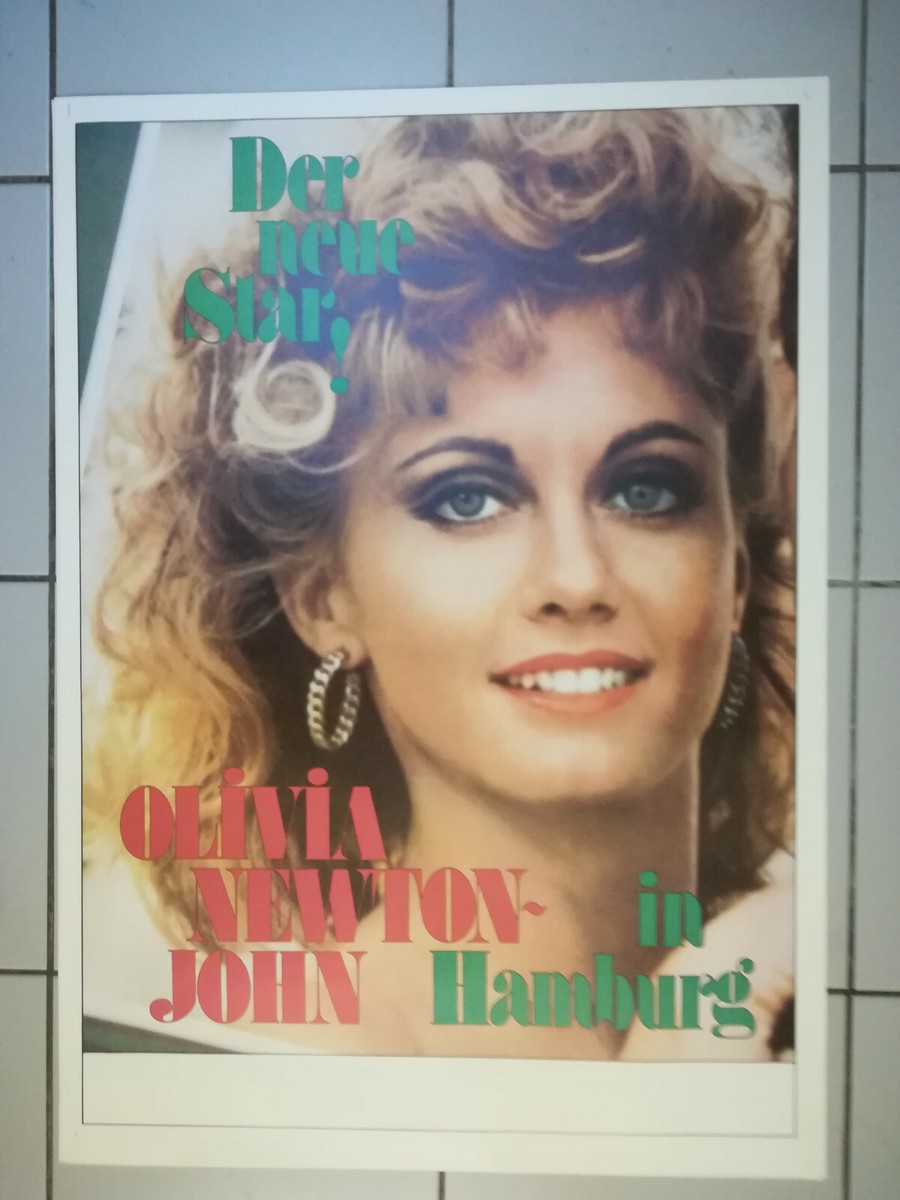 Der
neue
Star!
OLiViA
NEWTON-
JOHN
in
Hamburg